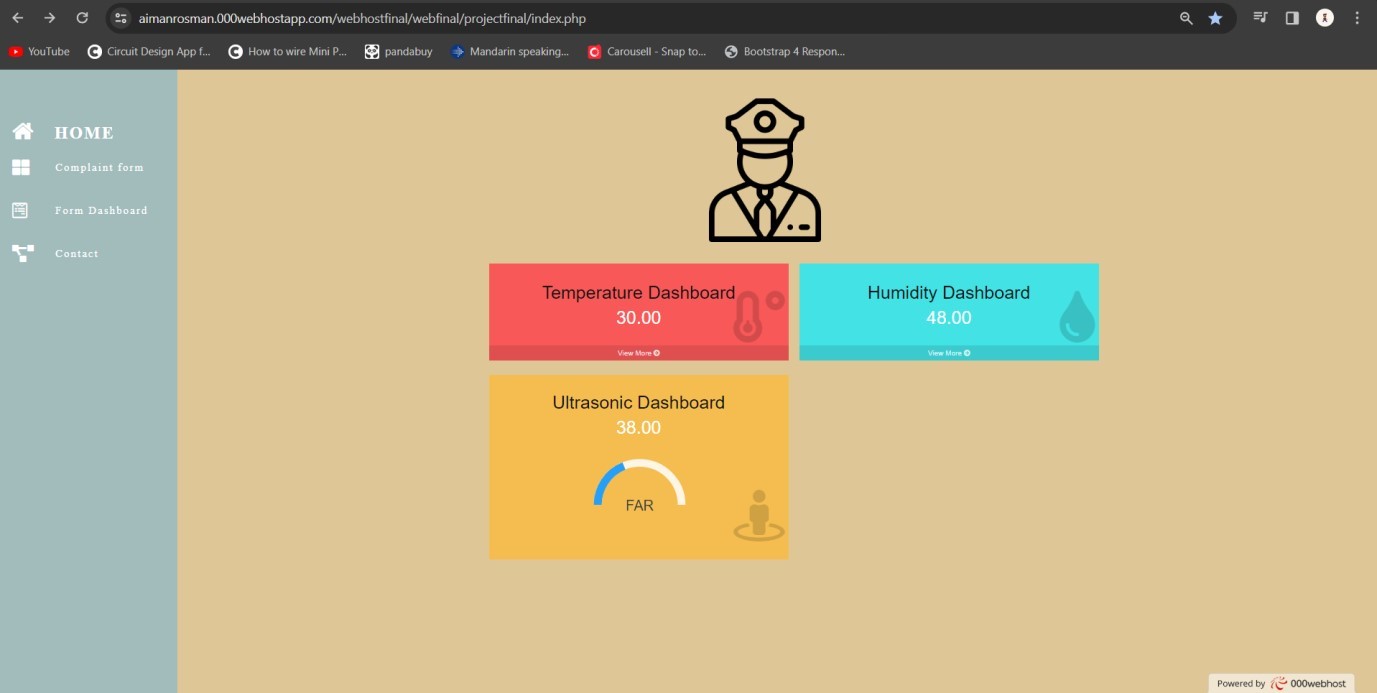 aimanrosman.000webhostapp.com/webhostfinal/webfinal/projectfinal/index.php
YouTube
Circuit Design App f...
How to wire Mini P...
pandabuy
Mandarin speaking...
Carousell - Snap to...
Bootstrap 4 Respon...
HOME
Complaint form
Form Dashboard
Contact
Temperature Dashboard
30.00
View More
Humidity Dashboard
48.00
View More
Ultrasonic Dashboard
38.00
FAR
Powered by 000webhost